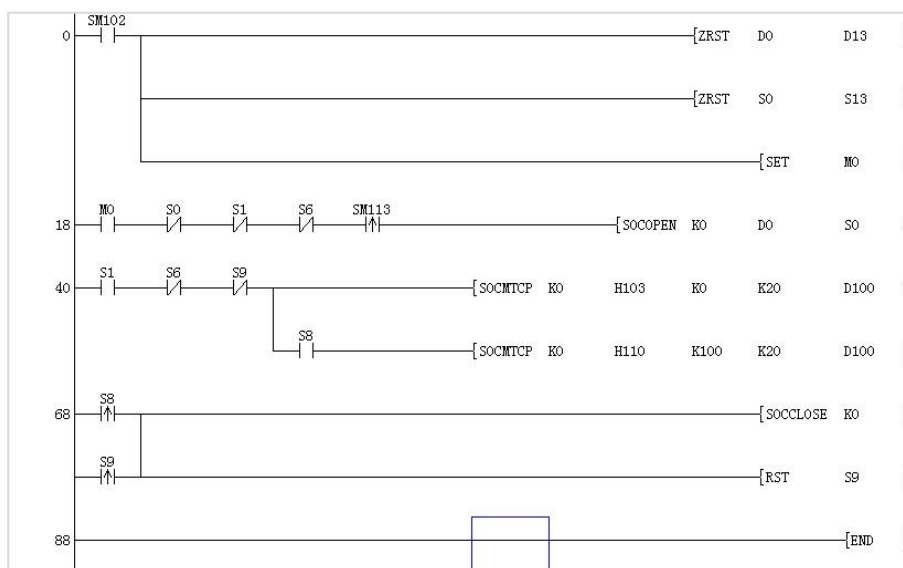 SM102
0 [ZRST D0 D13
[ZRST S0 S13
[SET M0
M0 S0 S1 S6 SM113
18 [SOCOPEN K0 D0 S0
S1 S6 S9
40 [SOCMTCP K0 H103 K0 K20 D100
S8
[SOCMTCP K0 H110 K100 K20 D100
S8
68 [SOCCLOSE K0
S9
[RST S9
88 [END